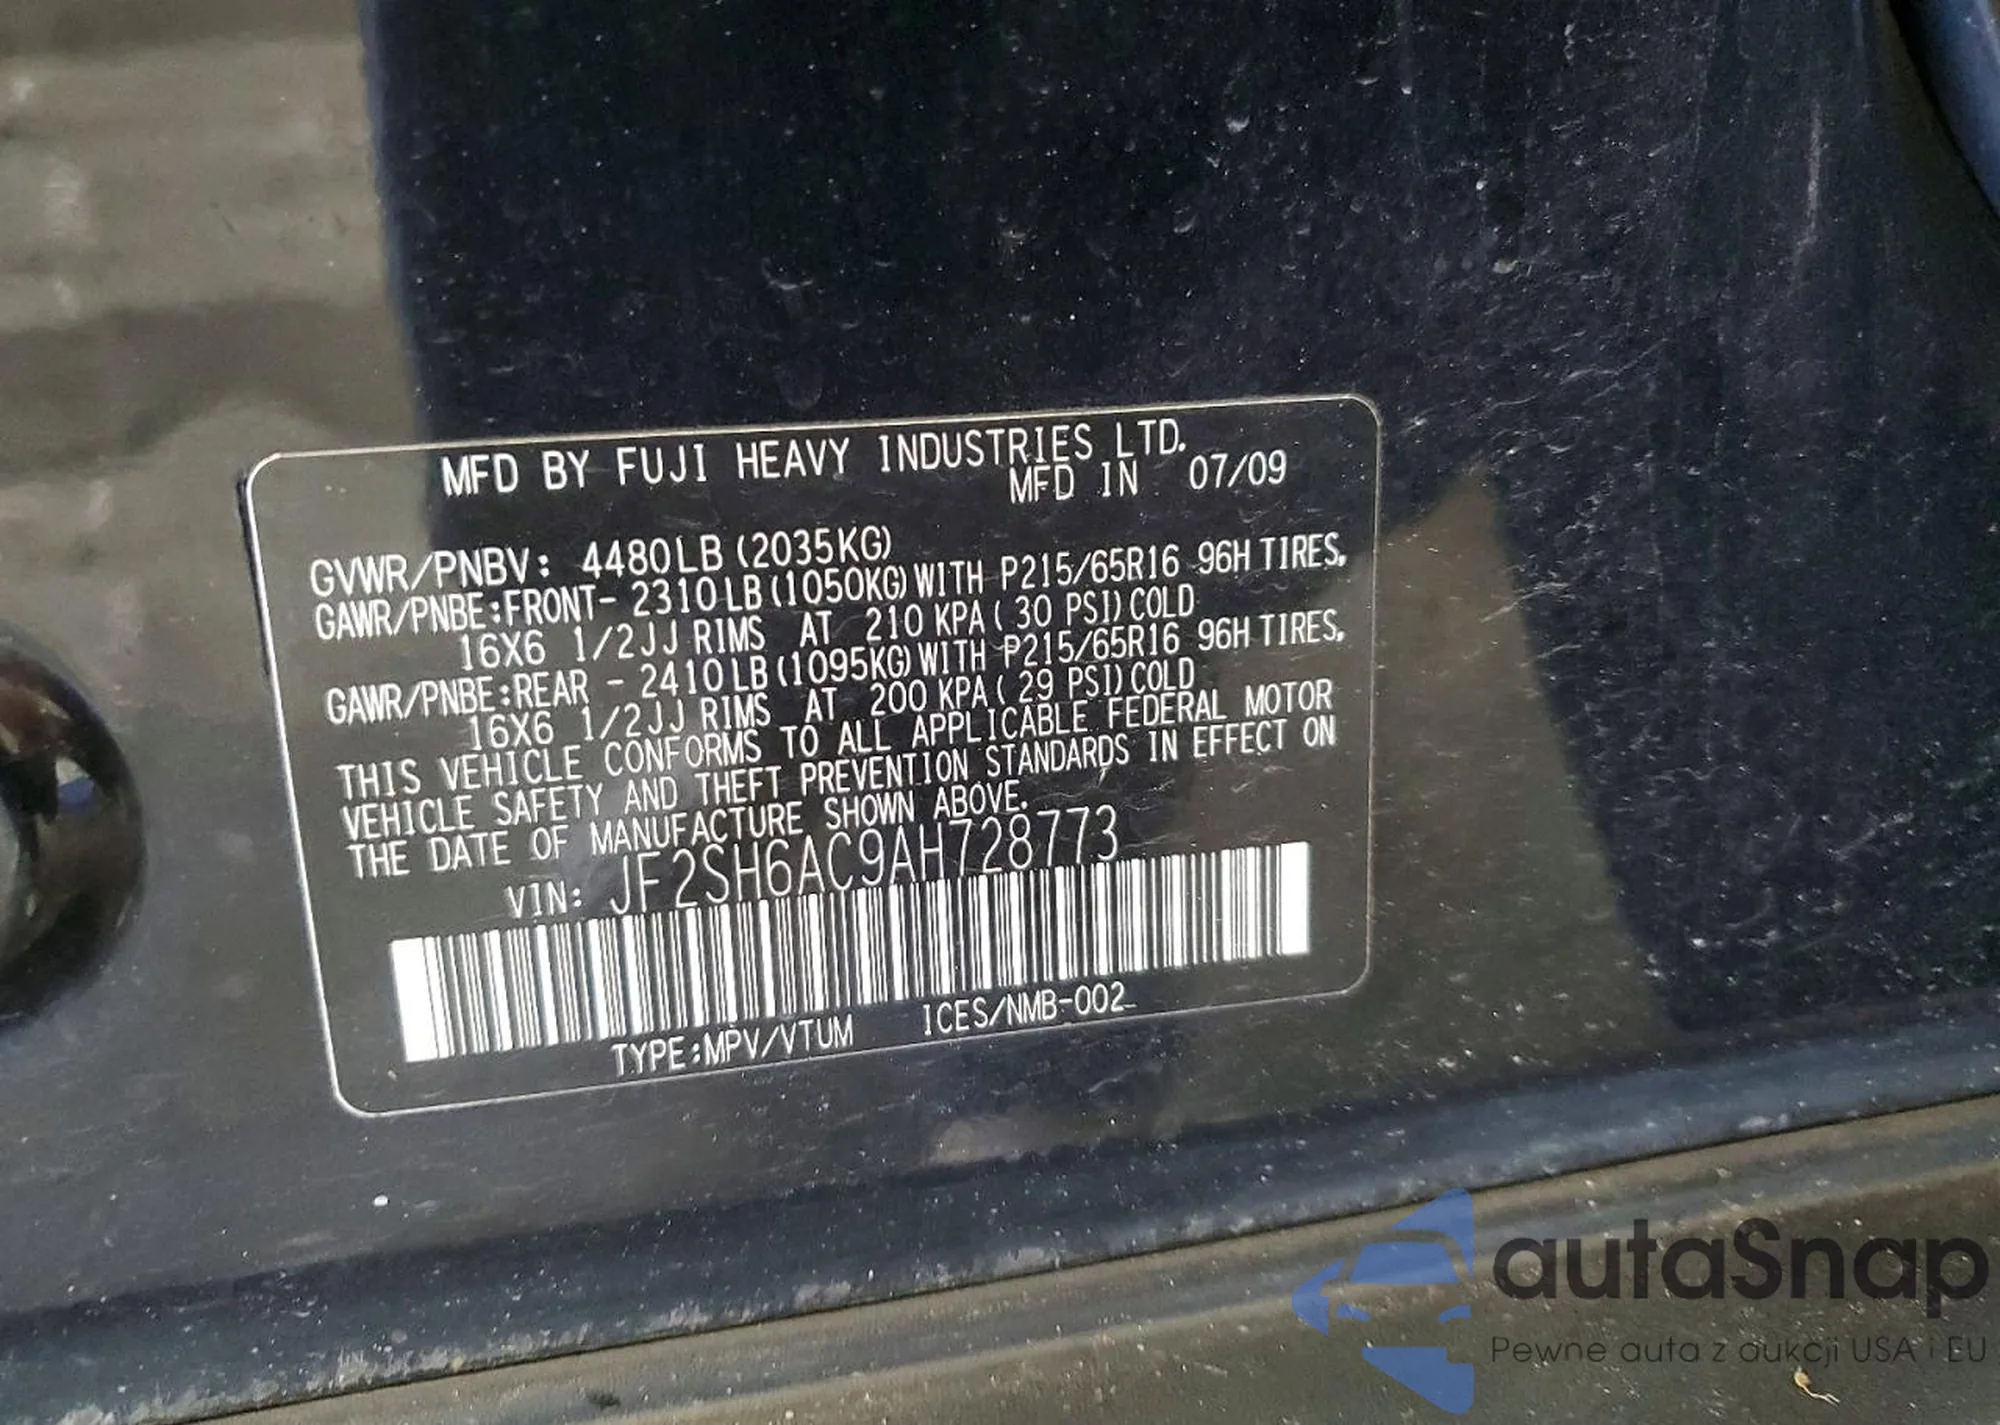 MFD BY FUJI HEAVY INDUSTRIES LTD.
MFD IN 07/09
GVWR/PNBV: 4480LB (2035KG)
GAWR/PNBE:FRONT- 2310LB(1050KG)WITH P215/65R16 96H TIRES,
16X6 1/2JJ RIMS AT 210 KPA( 30 PSI)COLD
GAWR/PNBE:REAR - 2410LB(1095KG)WITH P215/65R16 96H TIRES,
16X6 1/2JJ RIMS AT 200 KPA( 29 PSI)COLD
THIS VEHICLE CONFORMS TO ALL APPLICABLE FEDERAL MOTOR
VEHICLE SAFETY AND THEFT PREVENTION STANDARDS IN EFFECT ON
THE DATE OF MANUFACTURE SHOWN ABOVE.
VIN: JF2SH6AC9AH728773
TYPE:MPV/VTUM ICES/NMB-002
autaSnap
Pewne auta z aukcji USA i EU